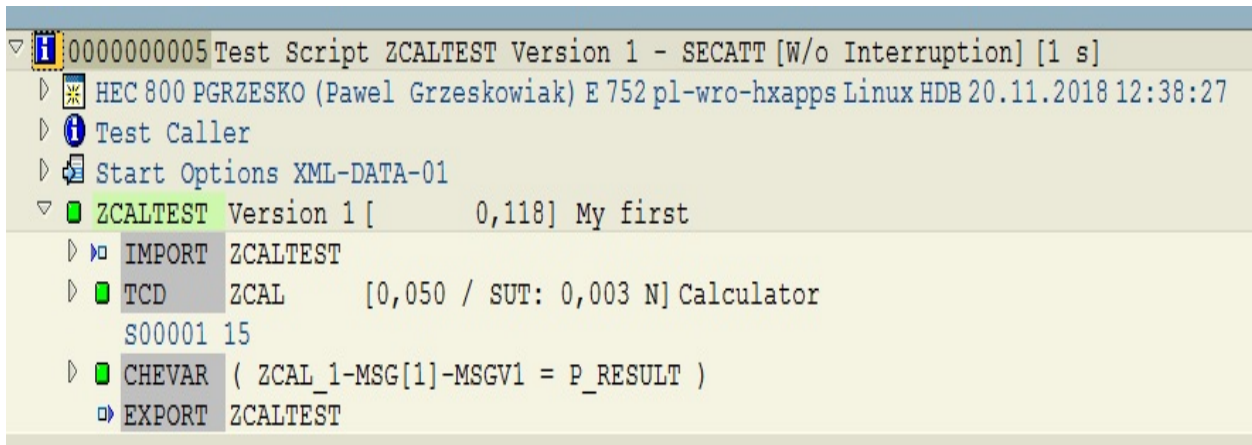 0000000005 Test Script ZCALTEST Version 1 - SECATT [W/o Interruption] [1 s]
HEC 800 PGRZESKO (Pawel Grzeskowiak) E 752 pl-wro-hxapps Linux HDB 20.11.2018 12:38:27
Test Caller
Start Options XML-DATA-01
ZCALTEST Version 1 [ 0,118] My first
IMPORT ZCALTEST
TCD ZCAL [0,050 / SUT: 0,003 N] Calculator
S00001 15
CHEVAR ( ZCAL_1-MSG[1]-MSGV1 = P_RESULT )
EXPORT ZCALTEST